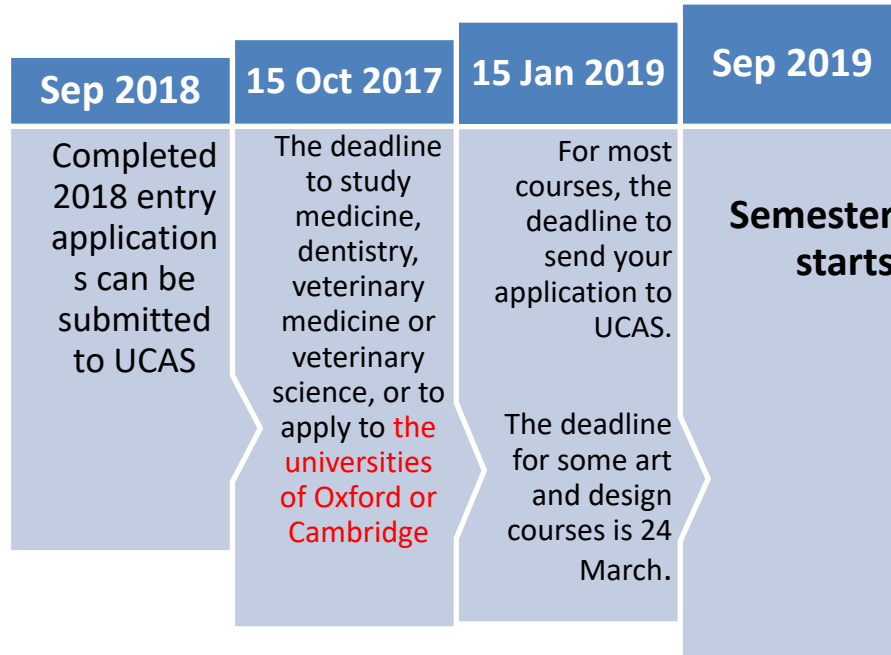 Sep 2018
Completed
2018 entry
application
s can be
submitted
to UCAS
15 Oct 2017
The deadline
to study
medicine,
dentistry,
veterinary
medicine or
veterinary
science, or to
apply to the
universities
of Oxford or
Cambridge
15 Jan 2019
For most
courses, the
deadline to
send your
application to
UCAS.
The deadline
for some art
and design
courses is 24
March.
Sep 2019
Semester
starts